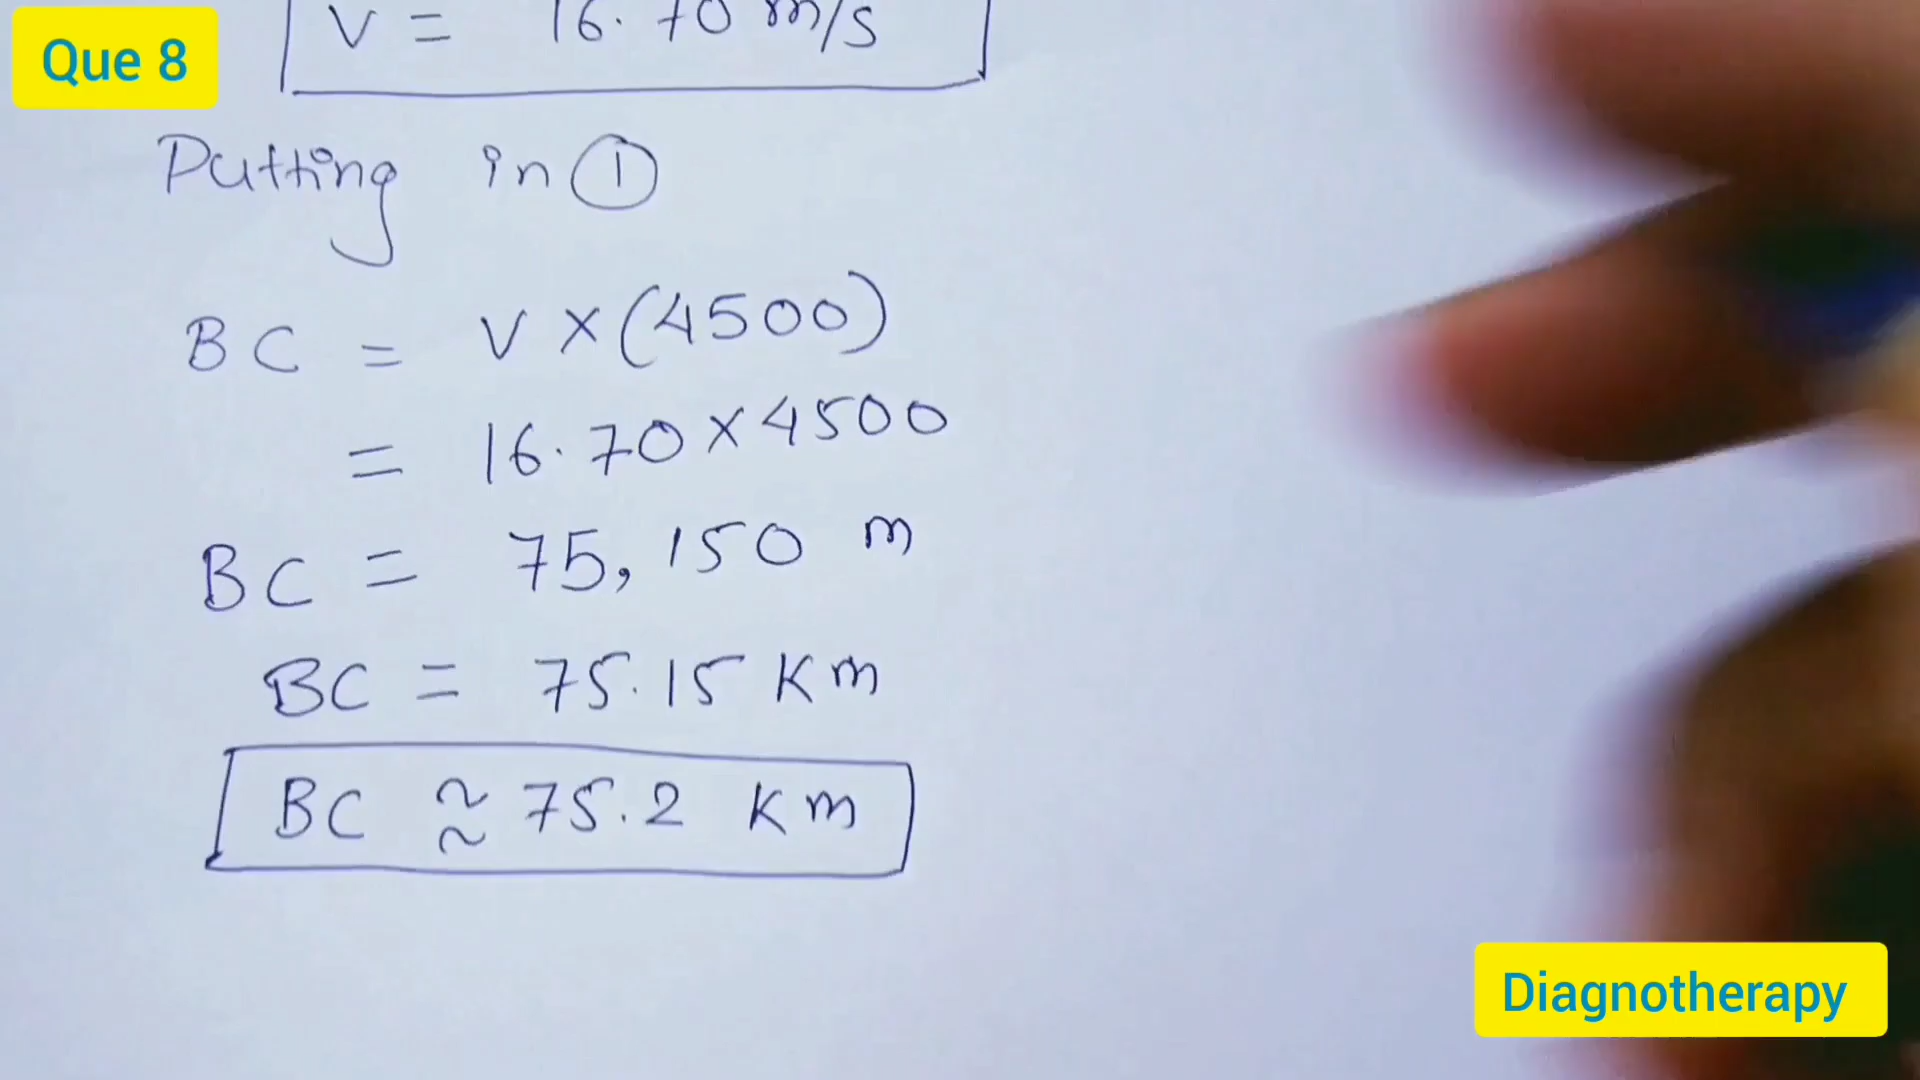 Que 8
V = 16.70 m/s
Putting in ①
BC = V × (4500)
= 16.70 × 4500
BC = 75,150 m
BC = 75.15 Km
BC ≈ 75.2 Km
Diagnotherapy